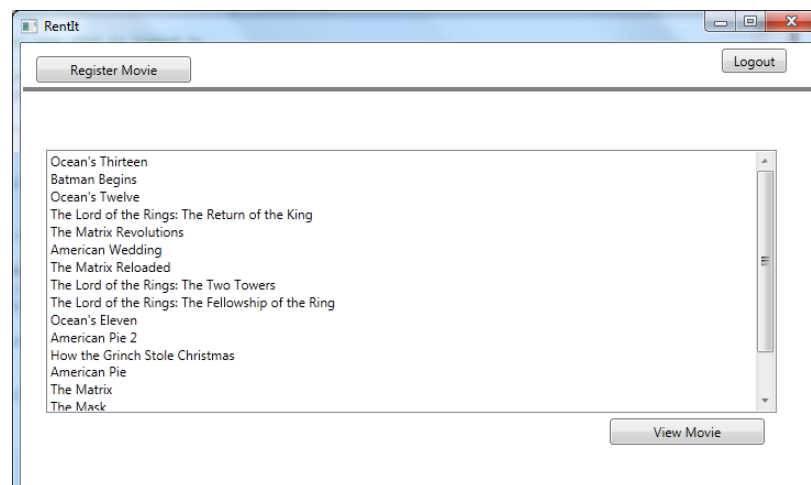 RentIt
Register Movie
Logout
Ocean's Thirteen
Batman Begins
Ocean's Twelve
The Lord of the Rings: The Return of the King
The Matrix Revolutions
American Wedding
The Matrix Reloaded
The Lord of the Rings: The Two Towers
The Lord of the Rings: The Fellowship of the Ring
Ocean's Eleven
American Pie 2
How the Grinch Stole Christmas
American Pie
The Matrix
The Mask
View Movie